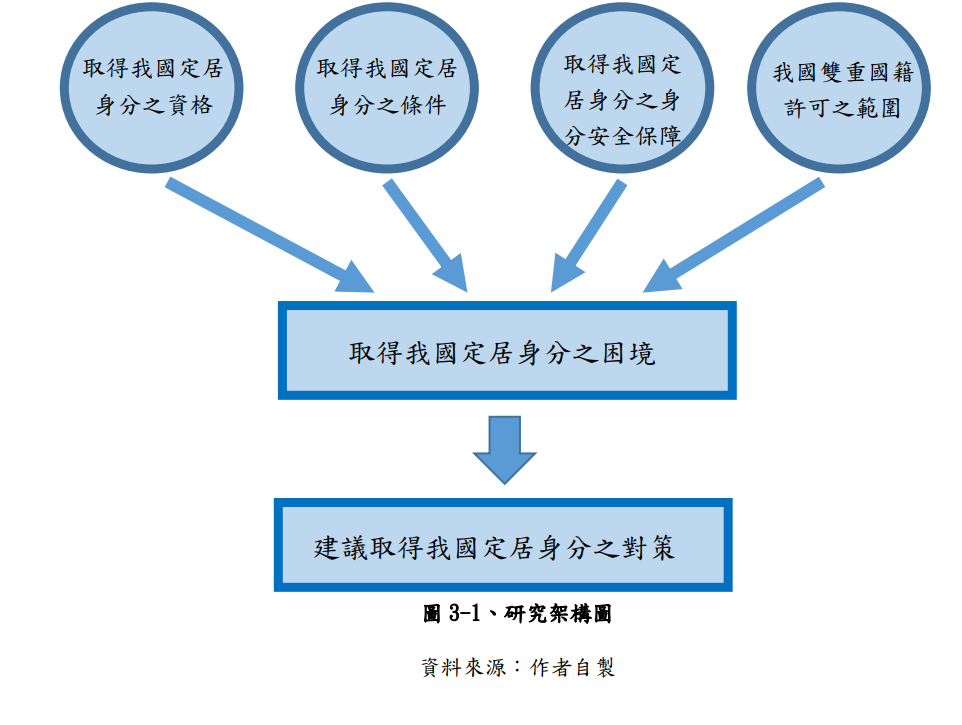 取得我國定居
身分之資格
取得我國定居
身分之條件
取得我國定
居身分之身
分安全保障
我國雙重國籍
許可之範圍
取得我國定居身分之困境
建議取得我國定居身分之對策
圖 3-1、研究架構圖
資料來源：作者自製